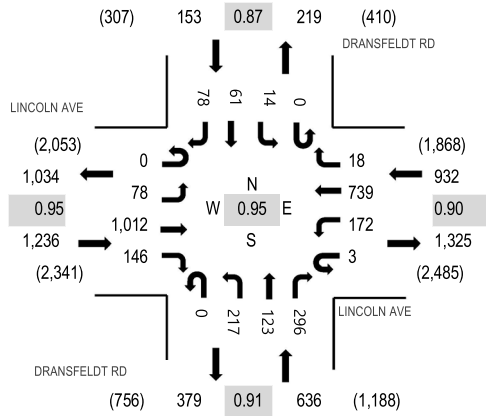 (307) 153 0.87 219 (410)
DRANSFELDT RD
78 61 14 0
LINCOLN AVE
(2,053) (1,868)
0 18
1,034 932
78 N 739
0.95 W 0.95 E 0.90
1,012 172
1,236 S 1,325
146 3
(2,341) (2,485)
0 217 123 296
LINCOLN AVE
DRANSFELDT RD
(756) 379 0.91 636 (1,188)